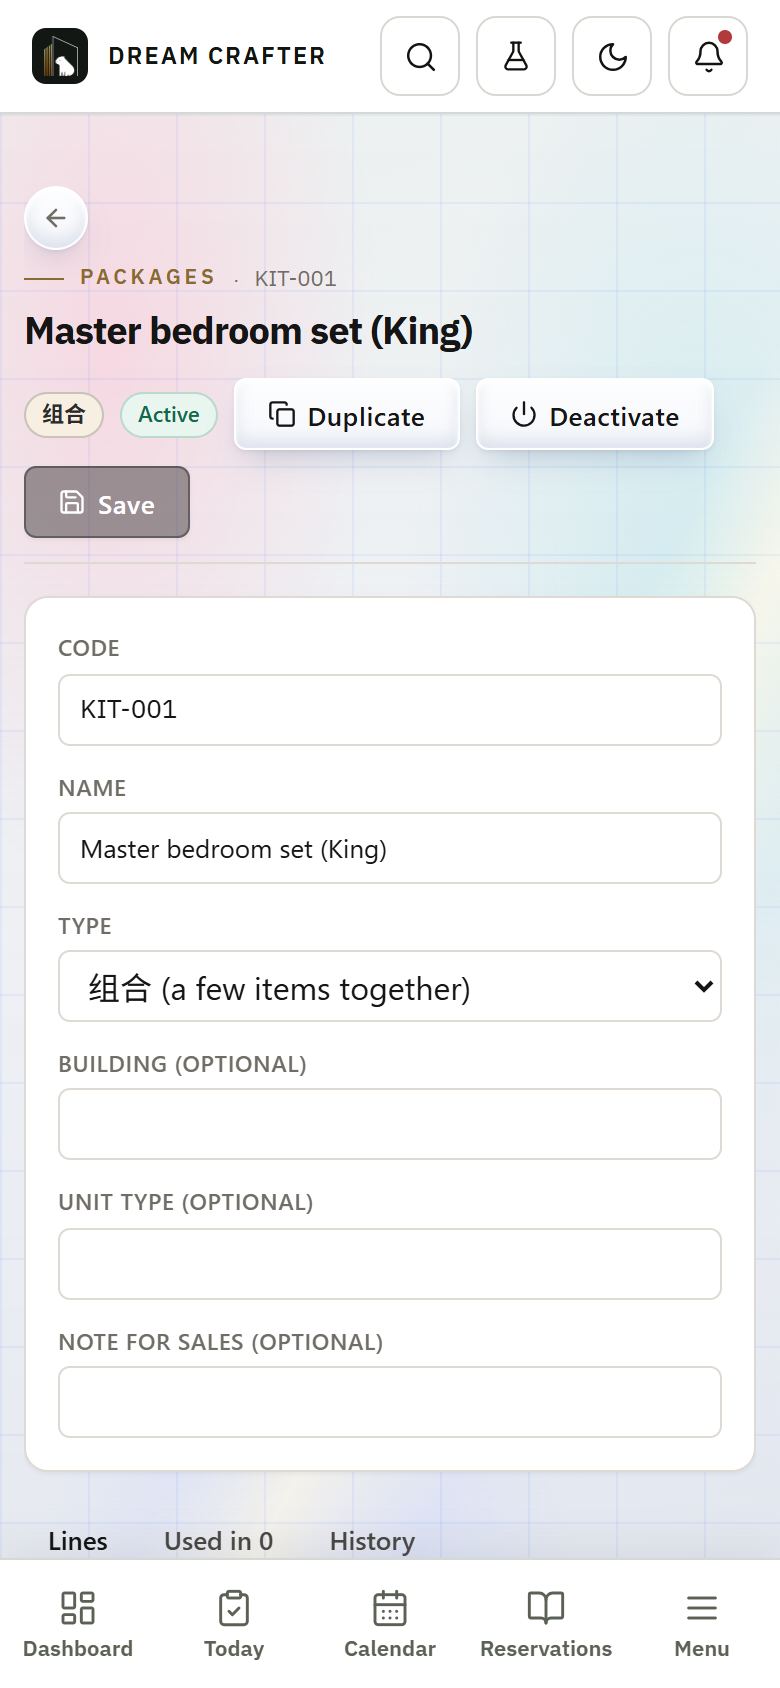 DREAM CRAFTER
PACKAGES · KIT-001
Master bedroom set (King)
组合 Active Duplicate Deactivate
Save
CODE
KIT-001
NAME
Master bedroom set (King)
TYPE
组合 (a few items together)
BUILDING (OPTIONAL)
UNIT TYPE (OPTIONAL)
NOTE FOR SALES (OPTIONAL)
Lines Used in 0 History
Dashboard Today Calendar Reservations Menu